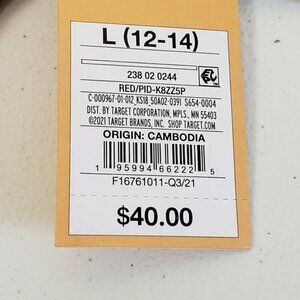 L (12-14)
238 02 0244
RED/PID-K8ZZ5P
C-000967-01-012 KS18 50A02-0391 S654-0004
DIST. BY TARGET CORPORATION, MPLS, MN 55403
©2021 TARGET BRANDS, INC. SHOP TARGET.COM
ORIGIN: CAMBODIA
1 95994 66222 5
F16761011-Q3/21
$40.00